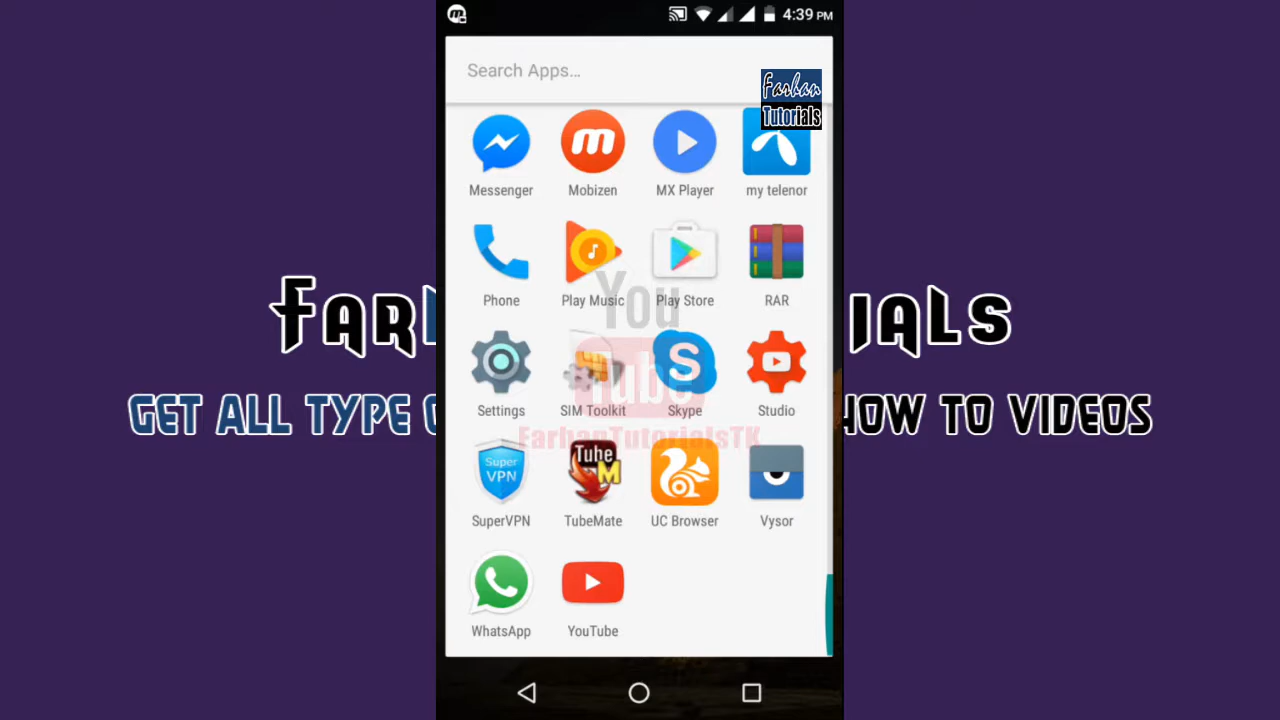 4:39 PM
Search Apps...
Farhan
Tutorials
Messenger
Mobizen
MX Player
my telenor
Phone
Play Music
Play Store
RAR
You
Tube
FarhanTutorialsTK
Settings
SIM Toolkit
Skype
Studio
Super
VPN
Tube
M
SuperVPN
TubeMate
UC Browser
Vysor
WhatsApp
YouTube
GET ALL TYPE
HOW TO VIDEOS